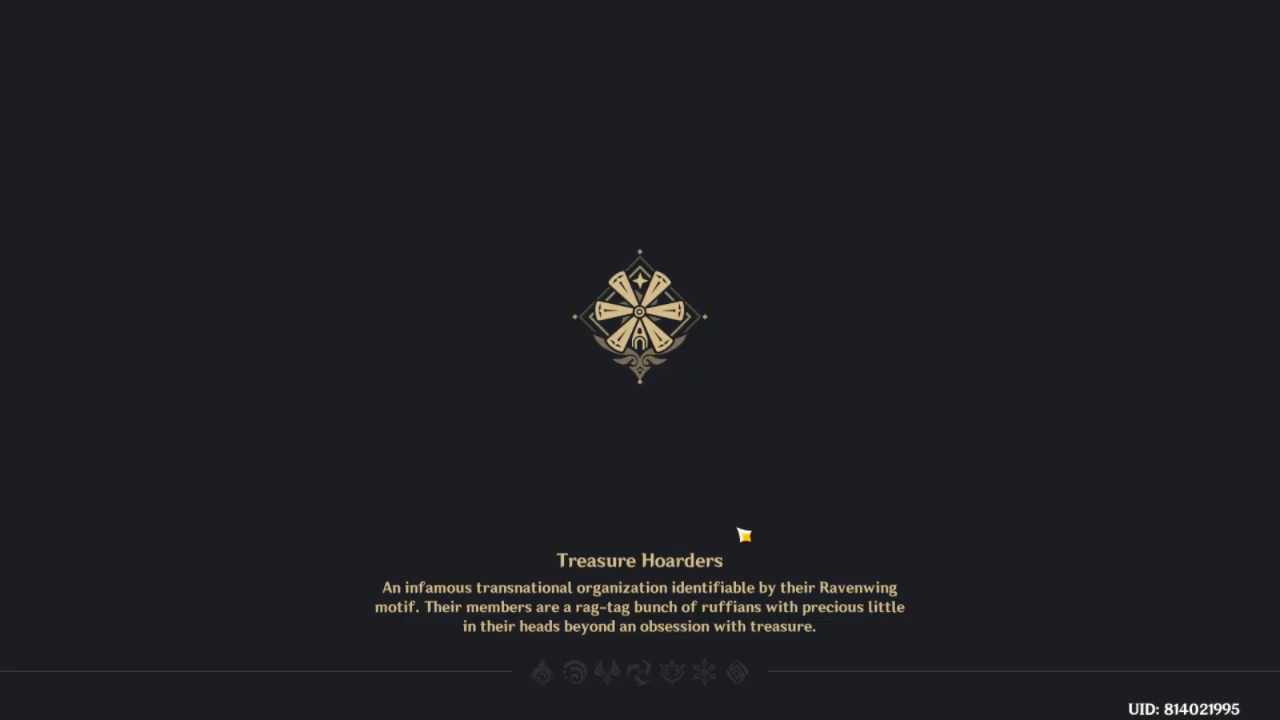 Treasure Hoarders
An infamous transnational organization identifiable by their Ravenwing
motif. Their members are a rag-tag bunch of ruffians with precious little
in their heads beyond an obsession with treasure.
UID: 814021995